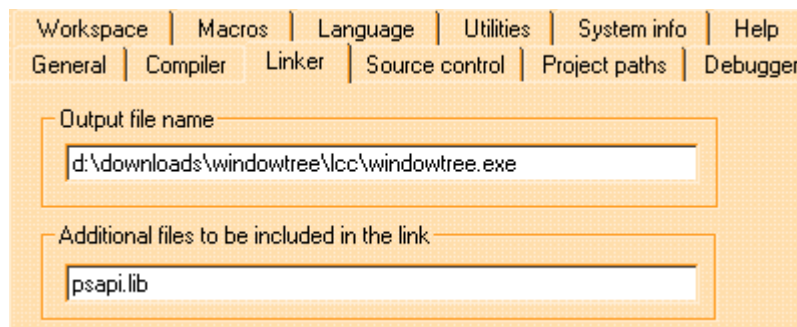 Workspace Macros Language Utilities System info Help
General Compiler Linker Source control Project paths Debugger
Output file name
d:\downloads\windowtree\lcc\windowtree.exe
Additional files to be included in the link
psapi.lib